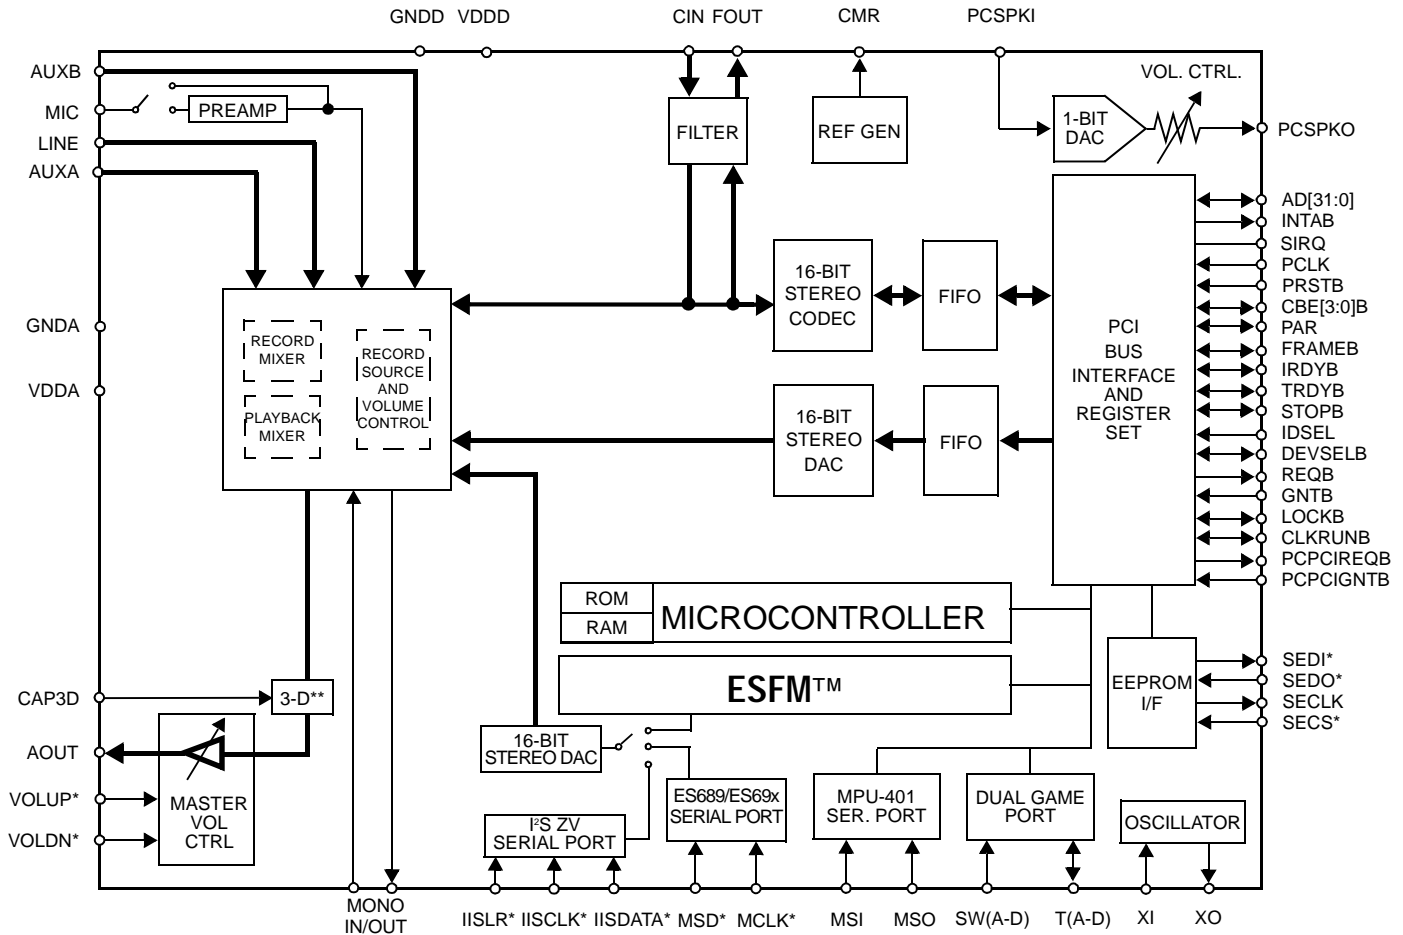 GNDD VDDD CIN FOUT CMR PCSPKI
AUXB
MIC
LINE
AUXA
GNDA
VDDA
CAP3D
AOUT
VOLUP*
VOLDN*
PREAMP
FILTER
REF GEN
VOL. CTRL.
1-BIT
DAC
PCSPKO
RECORD
MIXER
PLAYBACK
MIXER
RECORD
SOURCE
AND
VOLUME
CONTROL
16-BIT
STEREO
CODEC
FIFO
16-BIT
STEREO
DAC
FIFO
PCI
BUS
INTERFACE
AND
REGISTER
SET
AD[31:0]
INTAB
SIRQ
PCLK
PRSTB
CBE[3:0]B
PAR
FRAMEB
IRDYB
TRDYB
STOPB
IDSEL
DEVSELB
REQB
GNTB
LOCKB
CLKRUNB
PCPCIREQB
PCPCIGNTB
ROM
RAM
MICROCONTROLLER
ESFM™
EEPROM
I/F
SEDI*
SEDO*
SECLK
SECS*
3-D**
MASTER
VOL
CTRL
16-BIT
STEREO DAC
I²S ZV
SERIAL PORT
ES689/ES69x
SERIAL PORT
MPU-401
SER. PORT
DUAL GAME
PORT
OSCILLATOR
MONO
IN/OUT
IISLR* IISCLK* IISDATA* MSD* MCLK* MSI MSO SW(A-D) T(A-D) XI XO